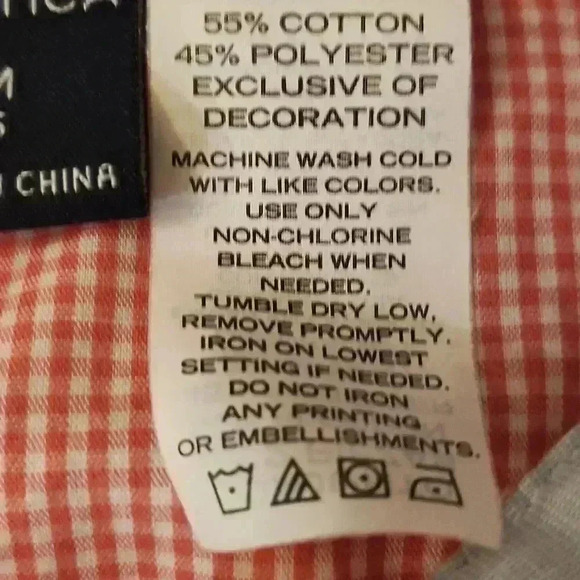 CHINA
55% COTTON
45% POLYESTER
EXCLUSIVE OF
DECORATION
MACHINE WASH COLD
WITH LIKE COLORS.
USE ONLY
NON-CHLORINE
BLEACH WHEN
NEEDED.
TUMBLE DRY LOW,
REMOVE PROMPTLY.
IRON ON LOWEST
SETTING IF NEEDED.
DO NOT IRON
ANY PRINTING
OR EMBELLISHMENTS.